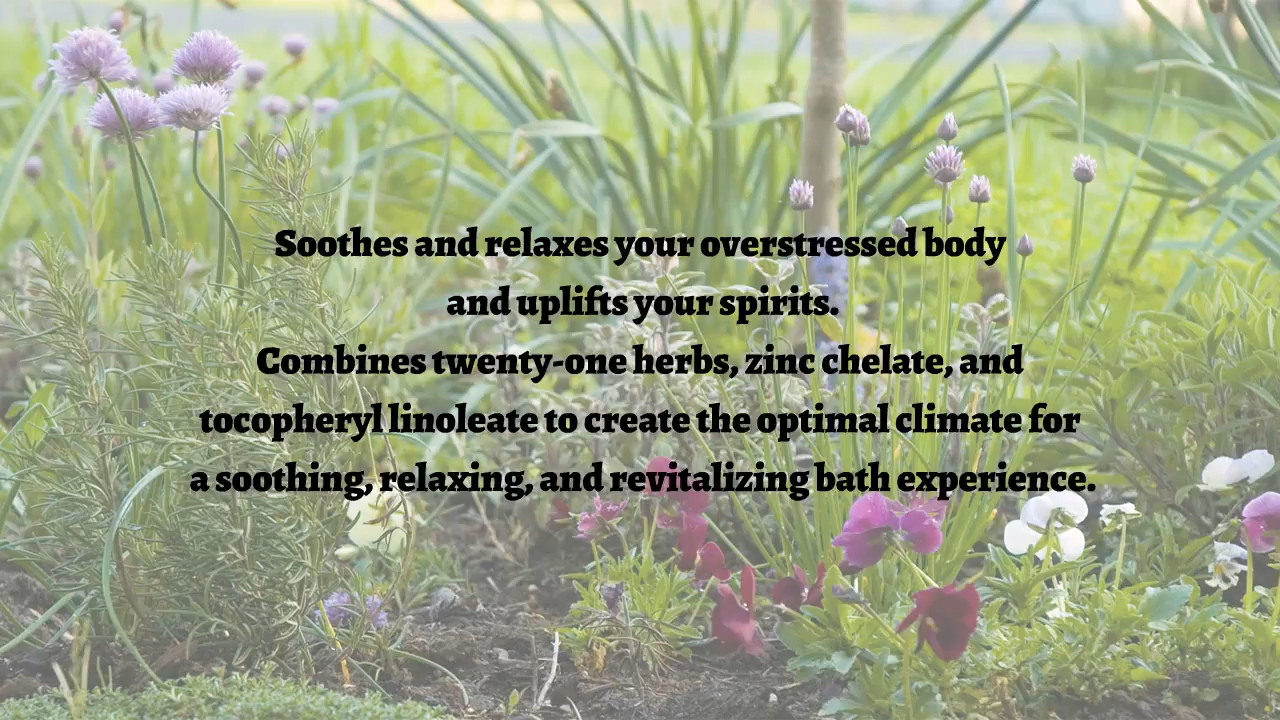 Soothes and relaxes your overstressed body
and uplifts your spirits.
Combines twenty-one herbs, zinc chelate, and
tocopheryl linoleate to create the optimal climate for
a soothing, relaxing, and revitalizing bath experience.